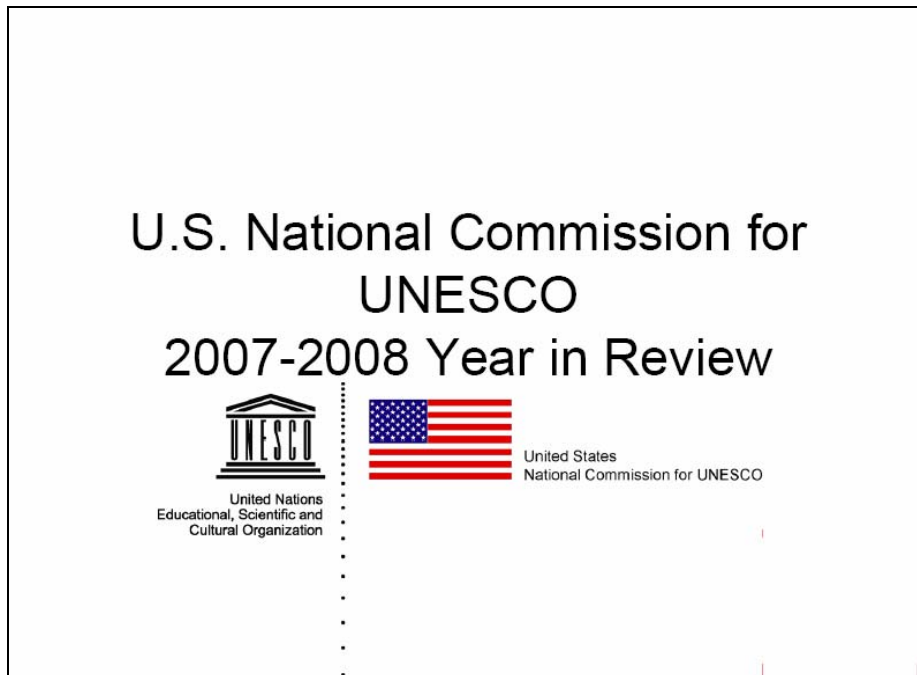 U.S. National Commission for
UNESCO
2007-2008 Year in Review
UNESCO
United Nations
Educational, Scientific and
Cultural Organization
United States
National Commission for UNESCO